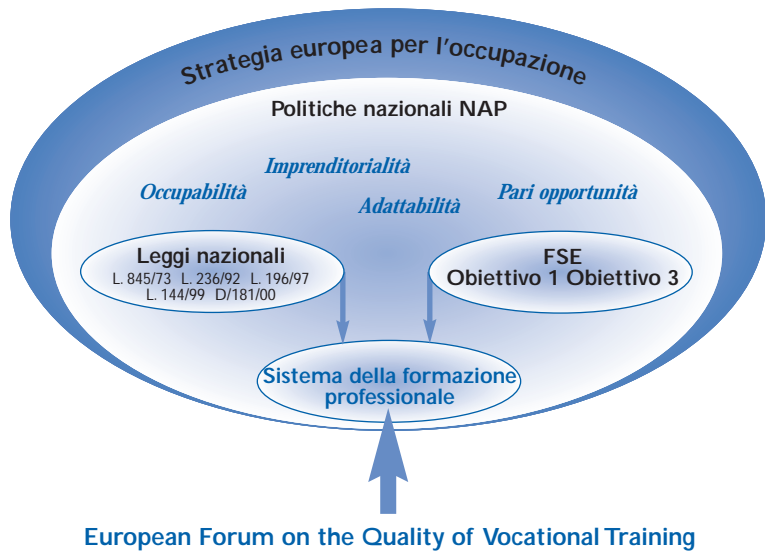 Strategia europea per l'occupazione
Politiche nazionali NAP
Imprenditorialità
Occupabilità
Adattabilità
Pari opportunità
Leggi nazionali
L. 845/73 L. 236/92 L. 196/97
L. 144/99 D/181/00
FSE
Obiettivo 1 Obiettivo 3
Sistema della formazione
professionale
European Forum on the Quality of Vocational Training